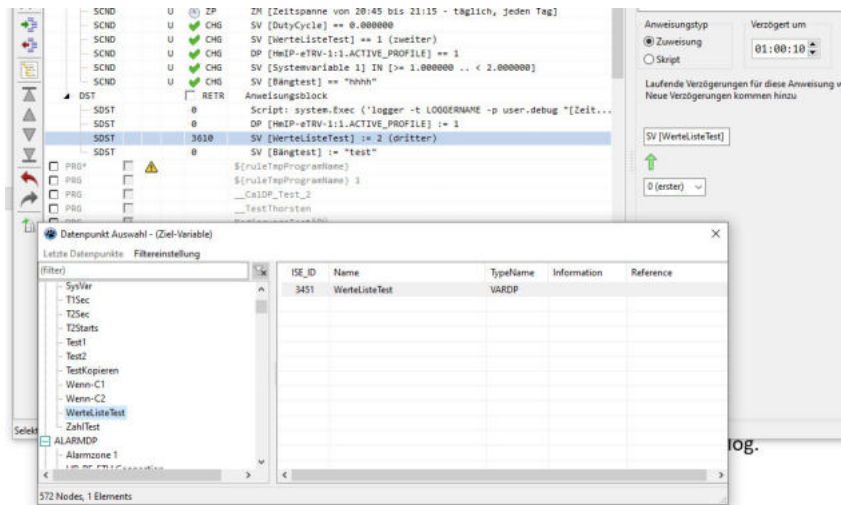 SCND U ZP ZM [Zeitspanne von 20:45 bis 21:15 - täglich, jeden Tag]
SCND U CHG SV [DutyCycle] == 0.000000
SCND U CHG SV [WerteListeTest] == 1 (zweiter)
SCND U CHG DP [HmIP-eTRV-1:1.ACTIVE_PROFILE] == 1
SCND U CHG SV [Systemvariable 1] IN [>= 1.000000 .. < 2.000000]
SCND U CHG SV [Bängtest] == "hhhh"
DST RETR Anweisungsblock
SDST 0 Script: system.Exec ('logger -t LOGGERNAME -p user.debug "[Zeit...
SDST 0 DP [HmIP-eTRV-1:1.ACTIVE_PROFILE] := 1
SDST 3610 SV [WerteListeTest] := 2 (dritter)
SDST 0 SV [Bängtest] := "test"
PRG* ${ruleTmpProgramName}
PRG ${ruleTmpProgramName} 1
PRG __CalDP_Test_2
PRG __TestThorsten
PRG
Anweisungstyp Verzögert um
Zuweisung 01:00:10
Skript
Laufende Verzögerungen für diese Anweisung
Neue Verzögerungen kommen hinzu
SV [WerteListeTest]
0 (erster)
Datenpunkt Auswahl - (Ziel-Variable)
Letzte Datenpunkte Filtereinstellung
(filter)
ISE_ID Name TypeName Information Reference
3451 WerteListeTest VARDP
SysVar
T1Sec
T2Sec
T2Starts
Test1
Test2
TestKopieren
Wenn-C1
Wenn-C2
WerteListeTest
ZahlTest
ALARMDP
Alarmzone 1
572 Nodes, 1 Elements
Selekt
log.